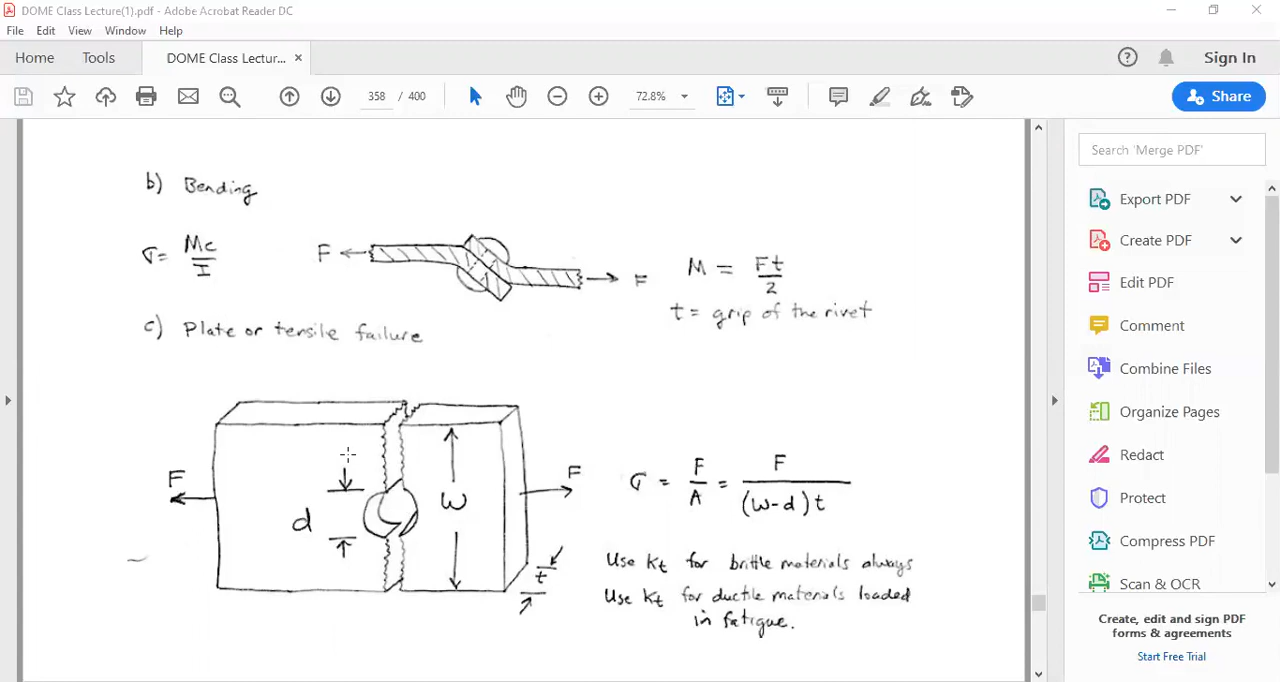 DOME Class Lecture(1).pdf - Adobe Acrobat Reader DC
File Edit View Window Help
Home Tools DOME Class Lectur... × Sign In
358 / 400 72.8% Share
b) Bending
σ = Mc/I
F F
M = Ft/2
t = grip of the rivet
c) Plate or tensile failure
F d w F t
σ = F/A = F/((w-d)t)
Use Kt for brittle materials always
Use Kt for ductile materials loaded
in fatigue.
Search 'Merge PDF'
Export PDF
Create PDF
Edit PDF
Comment
Combine Files
Organize Pages
Redact
Protect
Compress PDF
Scan & OCR
Create, edit and sign PDF
forms & agreements
Start Free Trial